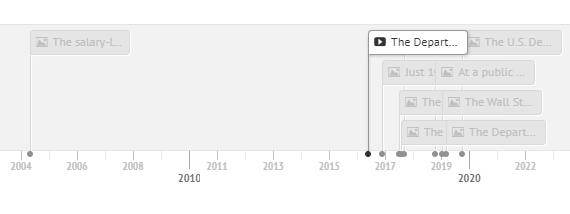 The salary-l...
The Depart...
The U.S. De...
Just 1
At a public ...
The
The Wall St...
The
The Depart...
2004 2006 2008 2011 2013 2015 2017 2019 2022
2010 2020